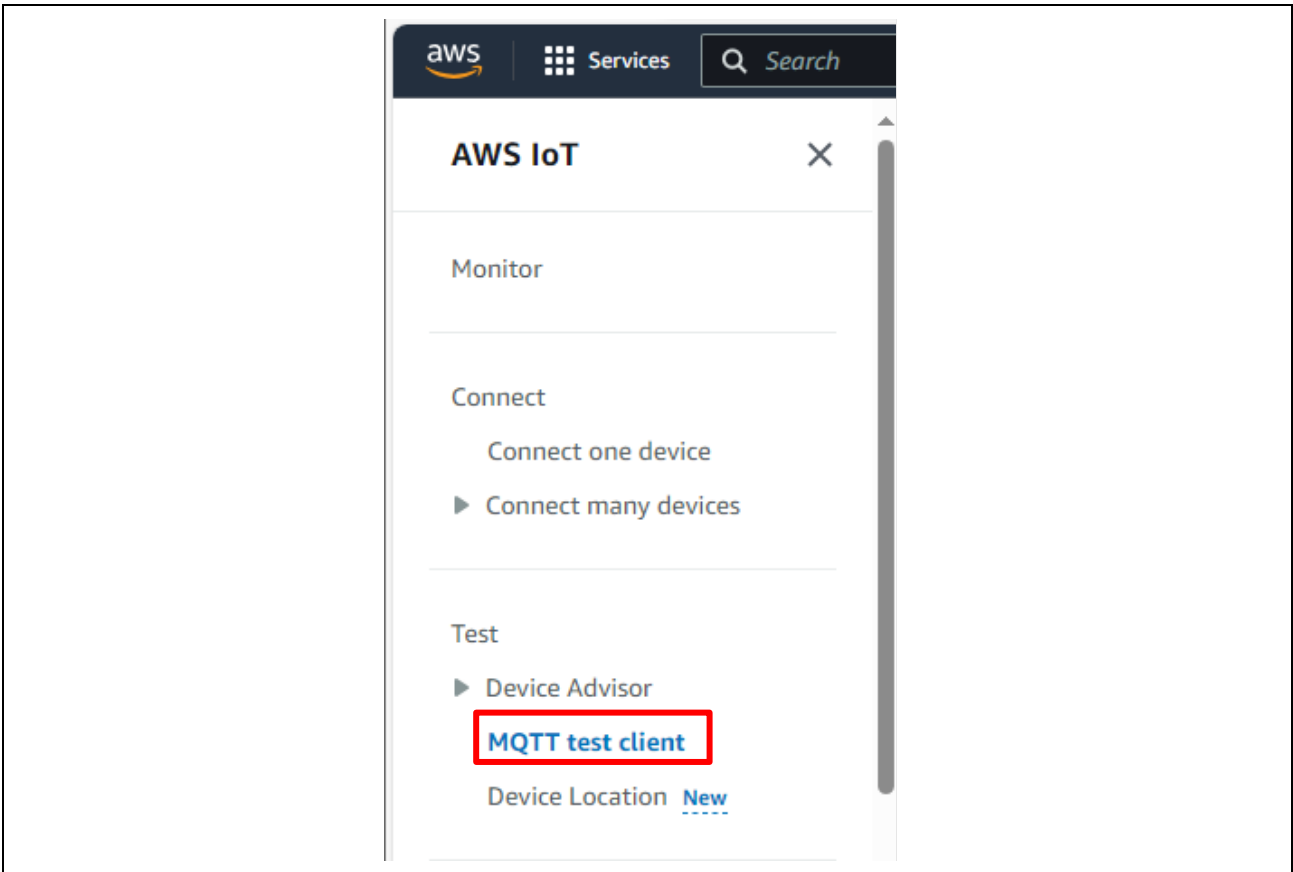 aws Services Search
AWS IoT
Monitor
Connect
Connect one device
Connect many devices
Test
Device Advisor
MQTT test client
Device Location New